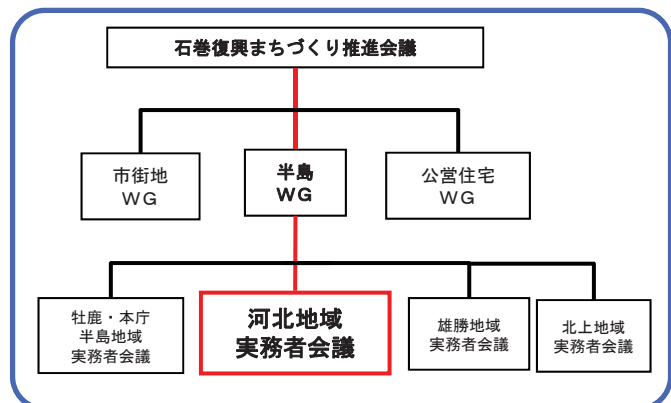 石巻復興まちづくり推進会議
市街地
ＷＧ
半島
ＷＧ
公営住宅
ＷＧ
牡鹿・本庁
半島地域
実務者会議
河北地域
実務者会議
雄勝地域
実務者会議
北上地域
実務者会議